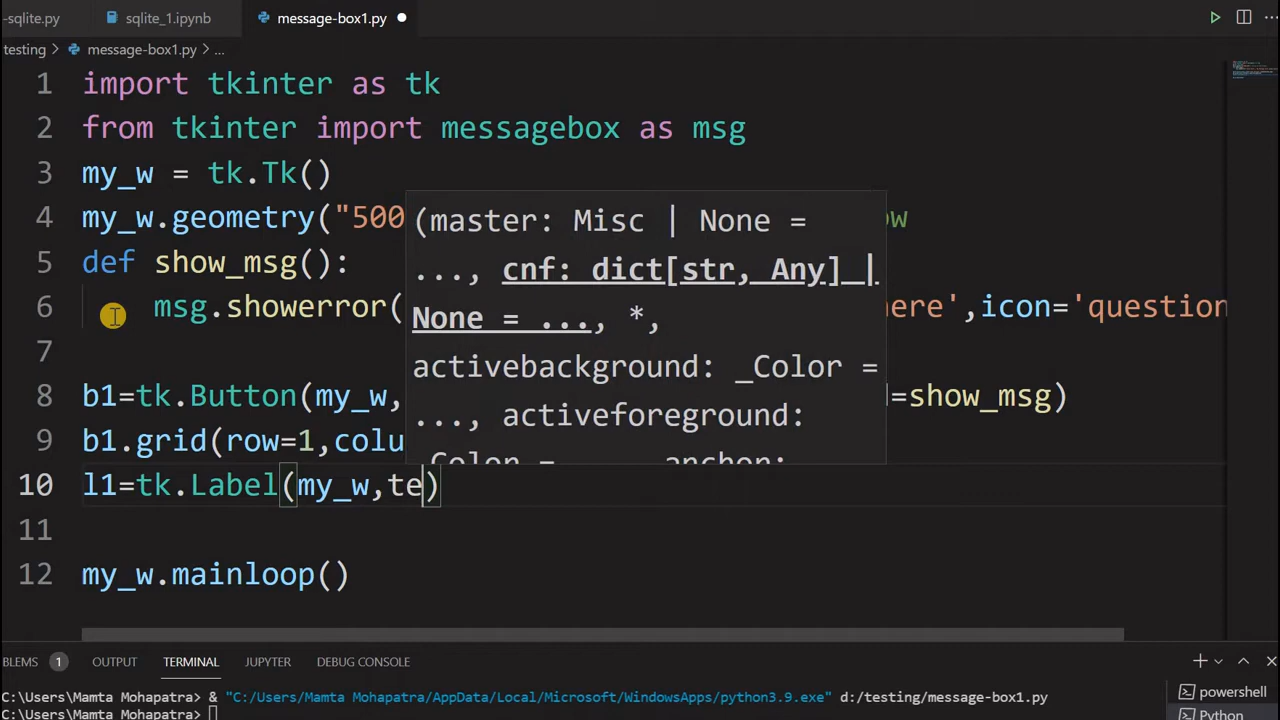 -sqlite.py sqlite_1.ipynb message-box1.py
testing > message-box1.py > ...
1 import tkinter as tk
2 from tkinter import messagebox as msg
3 my_w = tk.Tk()
4 my_w.geometry("500
5 def show_msg():
6 msg.showerror( here',icon='question
7
8 b1=tk.Button(my_w, =show_msg)
9 b1.grid(row=1,colu
10 l1=tk.Label(my_w,te)
11
12 my_w.mainloop()
(master: Misc | None =
..., cnf: dict[str, Any] |
None = ..., *,
activebackground: _Color =
..., activeforeground:
_Color = anchor:
BLEMS 1 OUTPUT TERMINAL JUPYTER DEBUG CONSOLE
C:\Users\Mamta Mohapatra> & "C:/Users/Mamta Mohapatra/AppData/Local/Microsoft/WindowsApps/python3.9.exe" d:/testing/message-box1.py
C:\Users\Mamta Mohapatra>
powershell
Python